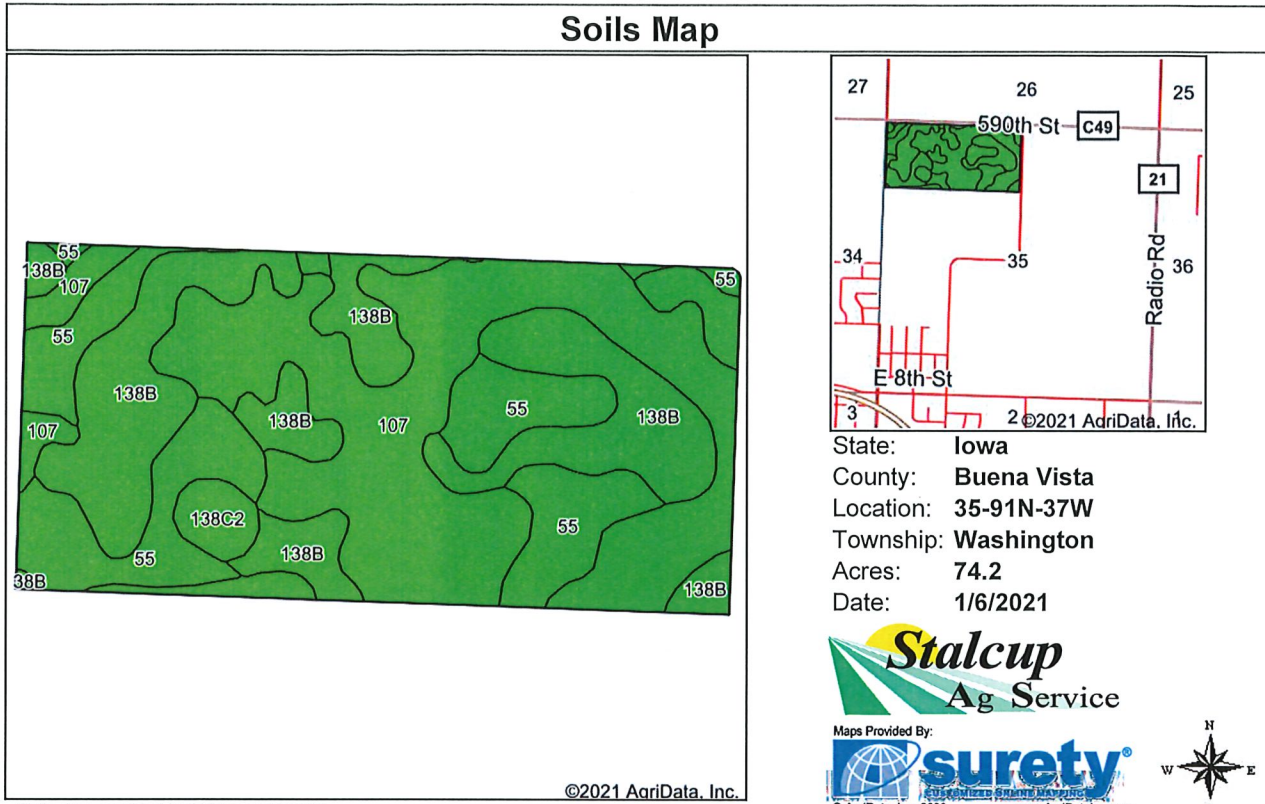 Soils Map
55
138B
107
55
138B
107
138B
138B
107
55
138B
55
138C2
138B
55
55
38B
138B
©2021 AgriData, Inc.
27
26
25
590th St
C49
21
34
35
36
Radio Rd
E 8th St
3
2
1
©2021 AgriData, Inc.
State: Iowa
County: Buena Vista
Location: 35-91N-37W
Township: Washington
Acres: 74.2
Date: 1/6/2021
Stalcup
Ag Service
Maps Provided By:
surety®
CUSTOMIZED ONLINE MAPPING
N
W E
S